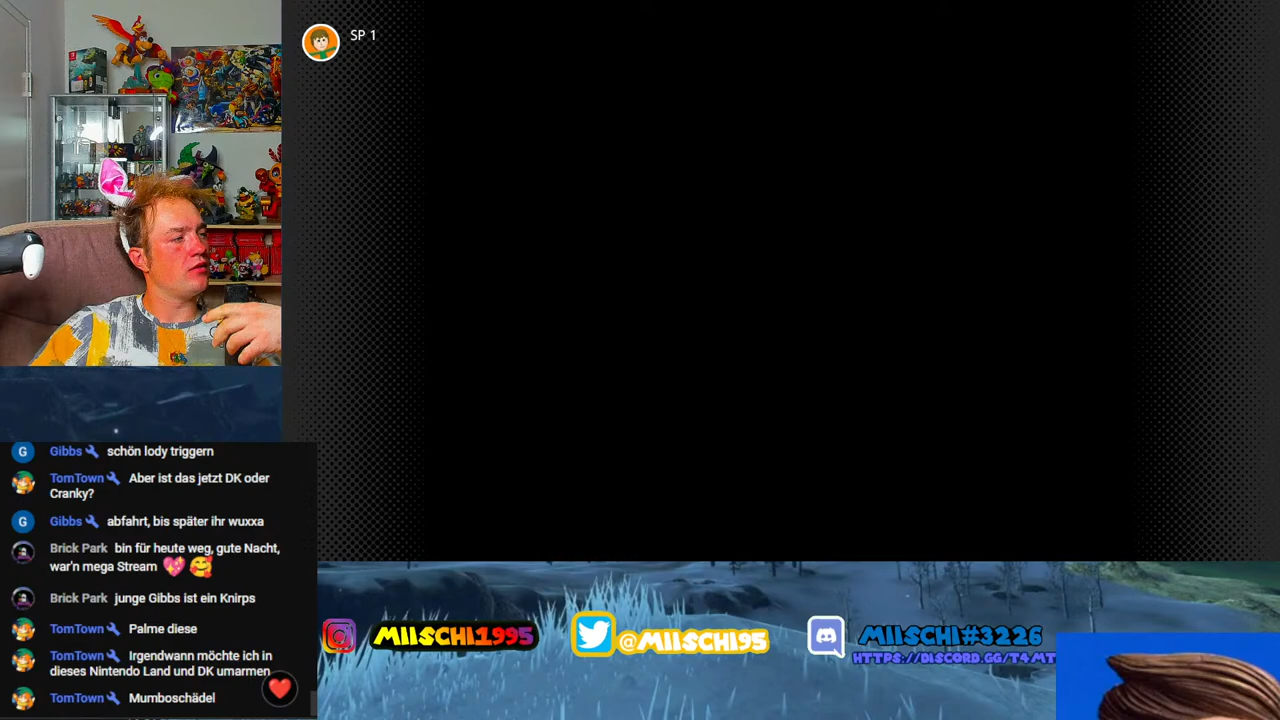 SP 1
Gibbs schön lody triggern
TomTown Aber ist das jetzt DK oder
Cranky?
Gibbs abfahrt, bis später ihr wuxxa
Brick Park bin für heute weg, gute Nacht,
war'n mega Stream
Brick Park junge Gibbs ist ein Knirps
TomTown Palme diese
TomTown Irgendwann möchte ich in
dieses Nintendo Land und DK umarmen
TomTown Mumboschädel
MIISCHI1995
@MIISCHI95
MIISCHI#3226
HTTPS://DISCORD.GG/T4MT